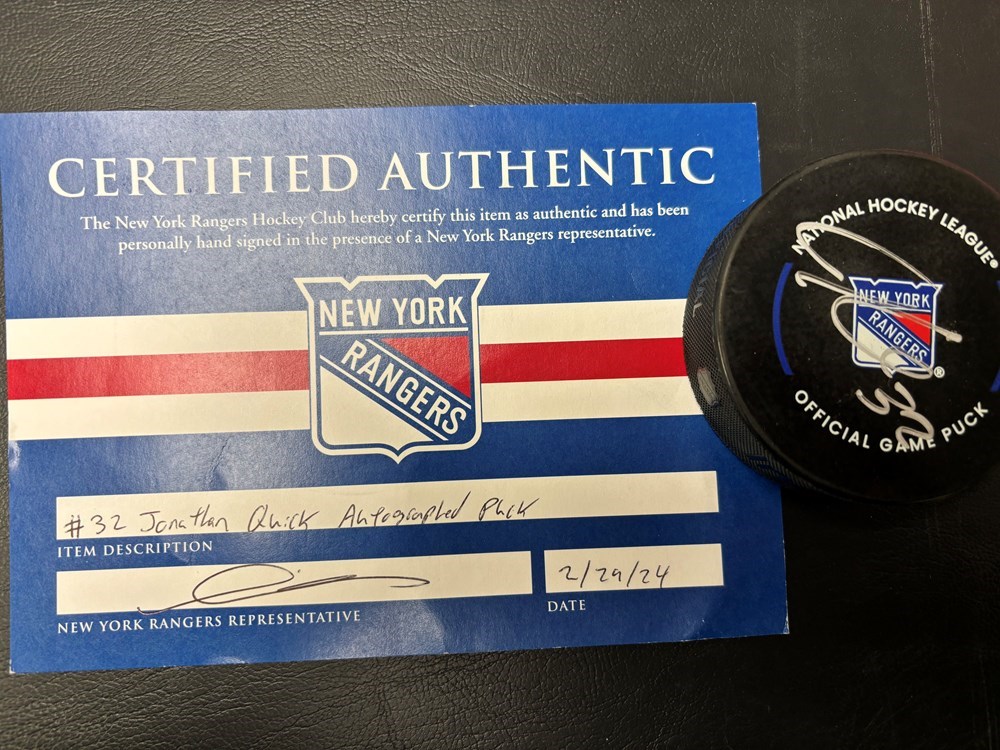 CERTIFIED AUTHENTIC
The New York Rangers Hockey Club hereby certify this item as authentic and has been
personally hand signed in the presence of a New York Rangers representative.
NEW YORK
RANGERS
#32 Jonathan Quick Autographed Puck
ITEM DESCRIPTION
2/29/24
NEW YORK RANGERS REPRESENTATIVE
DATE
NATIONAL HOCKEY LEAGUE®
NEW YORK
RANGERS
®
32
OFFICIAL GAME PUCK